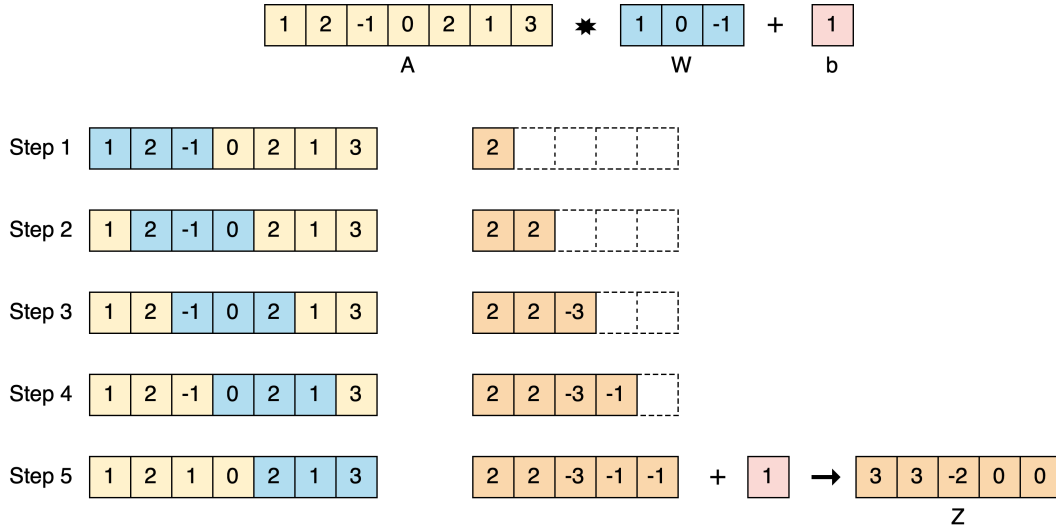 1 2 -1 0 2 1 3 1 0 -1 + 1
A W b
Step 1 1 2 -1 0 2 1 3 2
Step 2 1 2 -1 0 2 1 3 2 2
Step 3 1 2 -1 0 2 1 3 2 2 -3
Step 4 1 2 -1 0 2 1 3 2 2 -3 -1
Step 5 1 2 1 0 2 1 3 2 2 -3 -1 -1 + 1 3 3 -2 0 0
Z